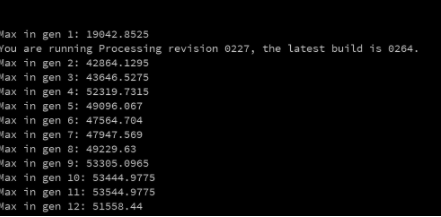 Max in gen 1: 19042.8525
You are running Processing revision 0227, the latest build is 0264.
Max in gen 2: 42864.1295
Max in gen 3: 43646.5275
Max in gen 4: 52319.7315
Max in gen 5: 49096.067
Max in gen 6: 47564.704
Max in gen 7: 47947.569
Max in gen 8: 49229.63
Max in gen 9: 53305.0965
Max in gen 10: 53444.9775
Max in gen 11: 53544.9775
Max in gen 12: 51558.44